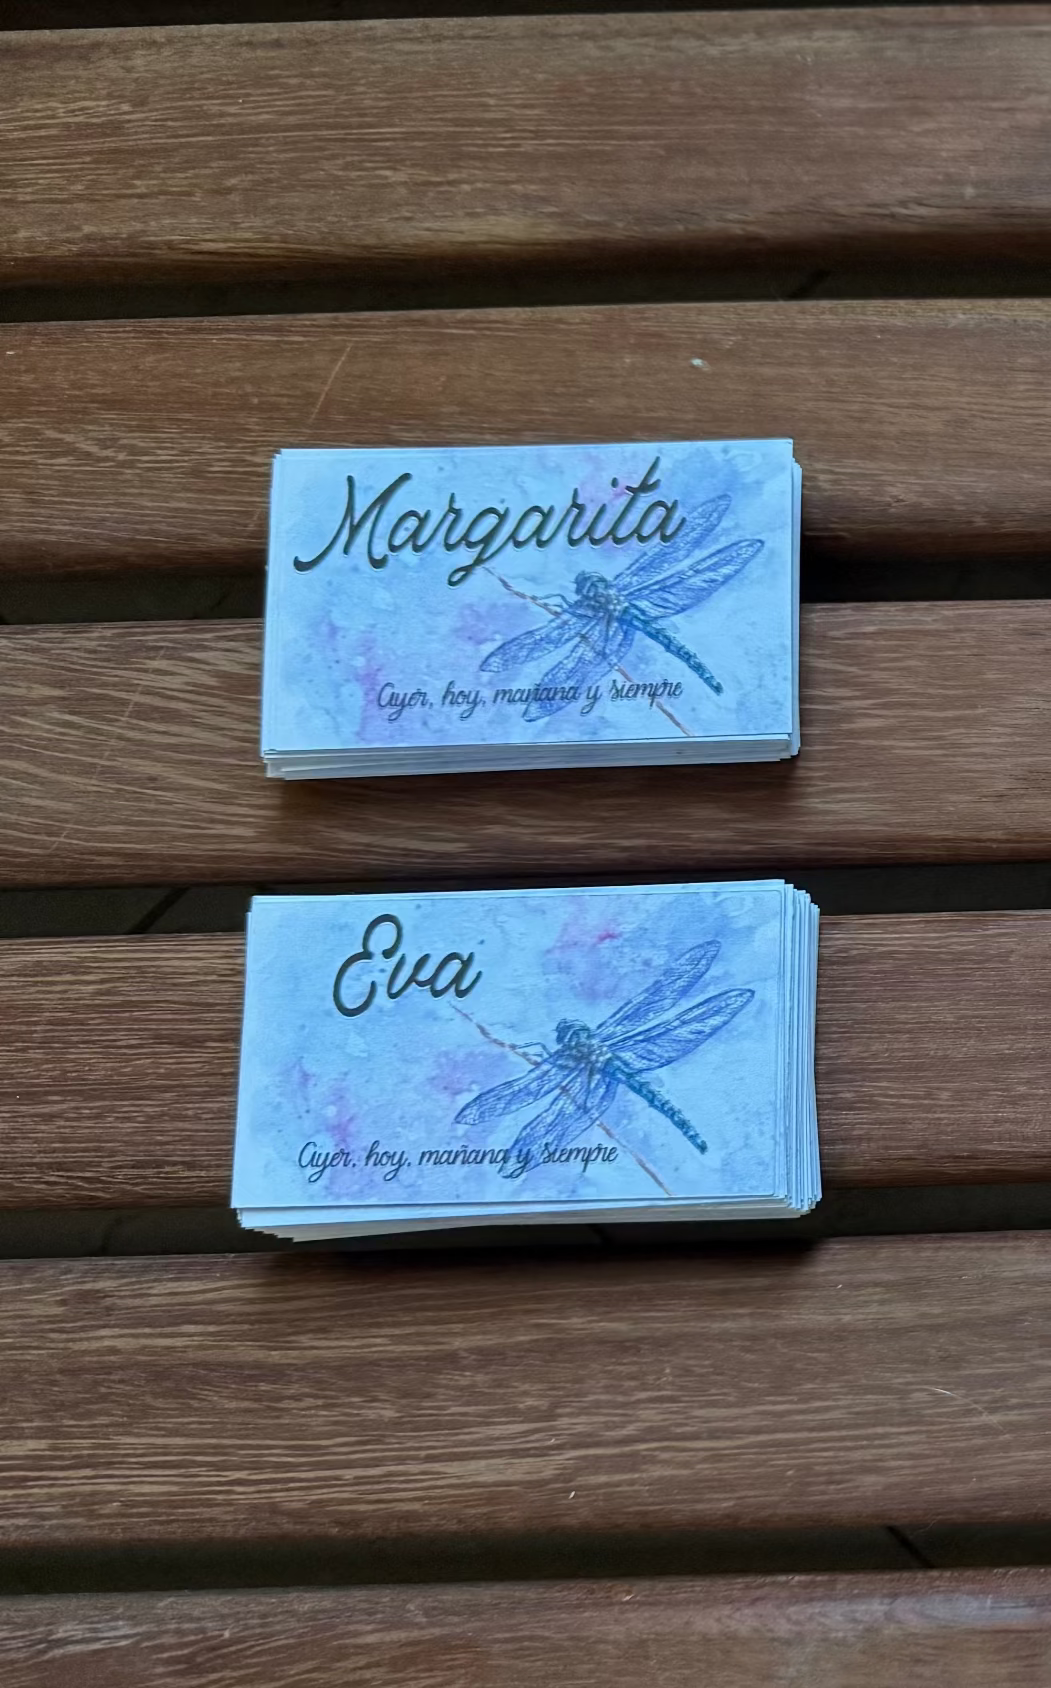 Margarita
Ayer, hoy, mañana y siempre
Eva
Ayer, hoy, mañana y siempre